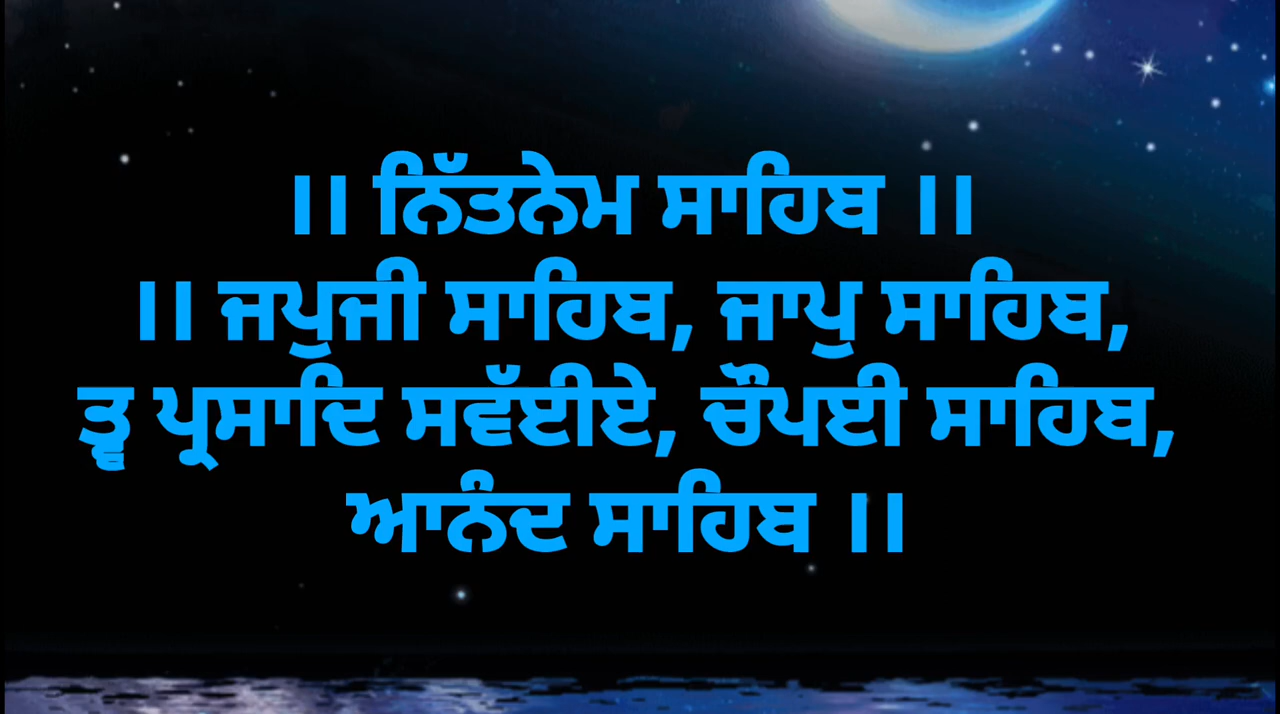 ।। ਨਿੱਤਨੇਮ ਸਾਹਿਬ ।।
।। ਜਪੁਜੀ ਸਾਹਿਬ, ਜਾਪੁ ਸਾਹਿਬ,
ਤ੍ਵ ਪ੍ਰਸਾਦਿ ਸਵੱਈਏ, ਚੌਪਈ ਸਾਹਿਬ,
ਆਨੰਦ ਸਾਹਿਬ ।।